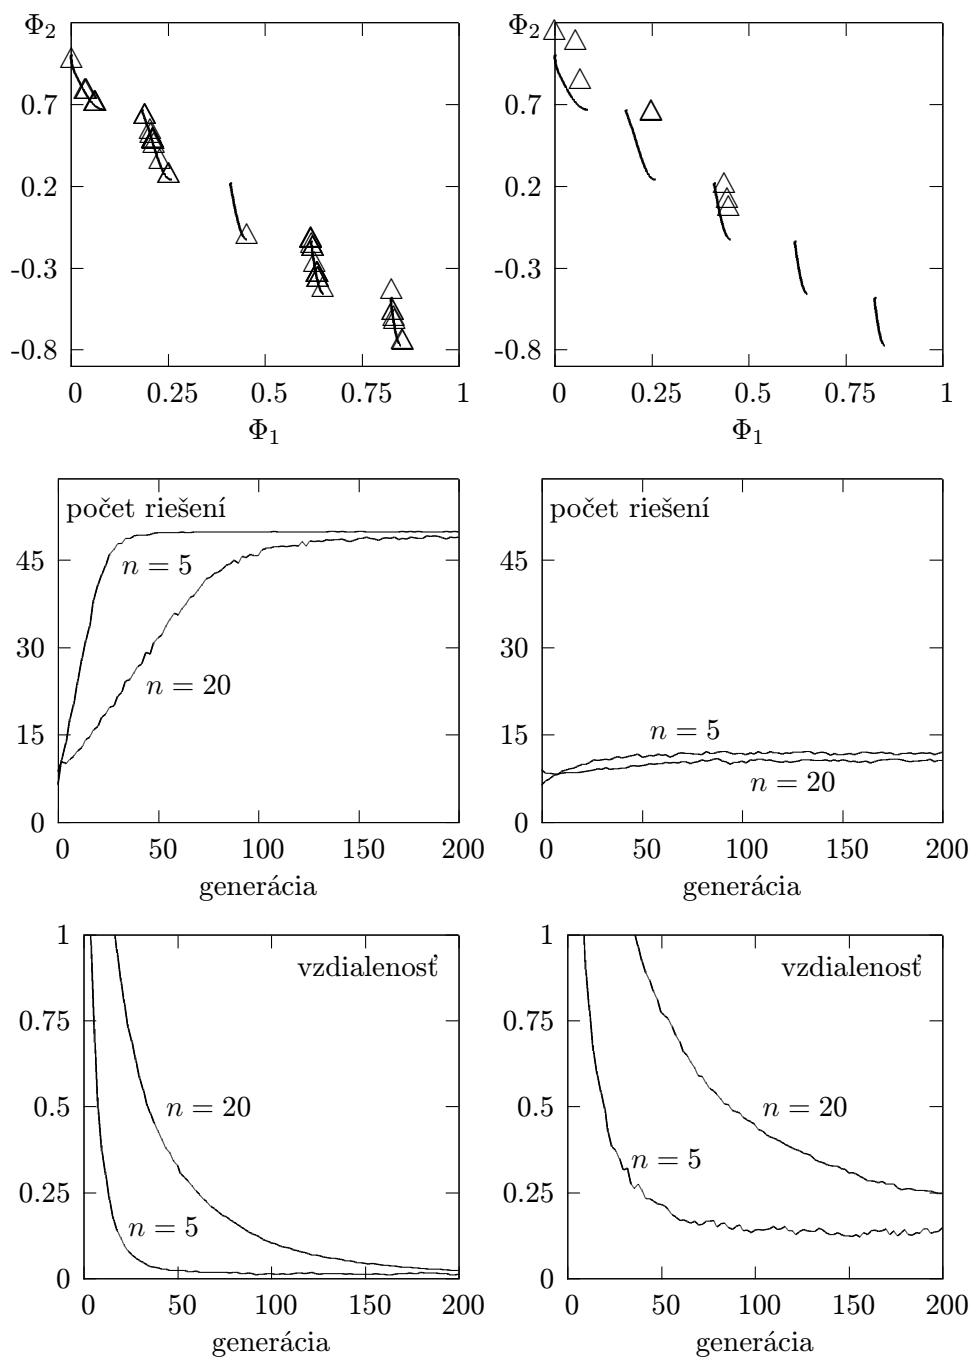 Φ2
0.7
0.2
-0.3
-0.8
0 0.25 0.5 0.75 1
Φ1
Φ2
0.7
0.2
-0.3
-0.8
0 0.25 0.5 0.75 1
Φ1
počet riešení
45
30
15
0
n = 5
n = 20
0 50 100 150 200
generácia
počet riešení
45
30
15
0
n = 5
n = 20
0 50 100 150 200
generácia
1
0.75
0.5
0.25
0
vzdialenosť
n = 20
n = 5
0 50 100 150 200
generácia
1
0.75
0.5
0.25
0
vzdialenosť
n = 20
n = 5
0 50 100 150 200
generácia